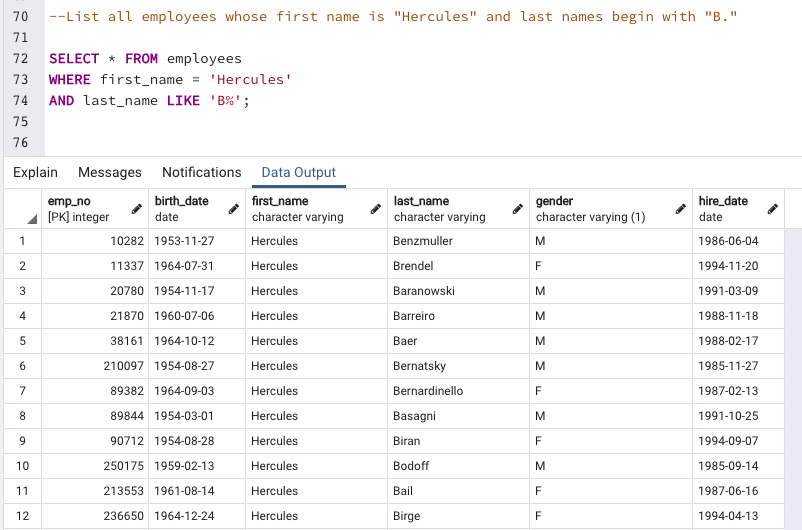 70 --List all employees whose first name is "Hercules" and last names begin with "B."
71
72 SELECT * FROM employees
73 WHERE first_name = 'Hercules'
74 AND last_name LIKE 'B%';
75
76
Explain Messages Notifications Data Output
emp_no birth_date first_name last_name gender hire_date
[PK] integer date character varying character varying character varying (1) date
1 10282 1953-11-27 Hercules Benzmuller M 1986-06-04
2 11337 1964-07-31 Hercules Brendel F 1994-11-20
3 20780 1954-11-17 Hercules Baranowski M 1991-03-09
4 21870 1960-07-06 Hercules Barreiro M 1988-11-18
5 38161 1964-10-12 Hercules Baer M 1988-02-17
6 210097 1954-08-27 Hercules Bernatsky M 1985-11-27
7 89382 1964-09-03 Hercules Bernardinello F 1987-02-13
8 89844 1954-03-01 Hercules Basagni M 1991-10-25
9 90712 1954-08-28 Hercules Biran F 1994-09-07
10 250175 1959-02-13 Hercules Bodoff M 1985-09-14
11 213553 1961-08-14 Hercules Bail F 1987-06-16
12 236650 1964-12-24 Hercules Birge F 1994-04-13